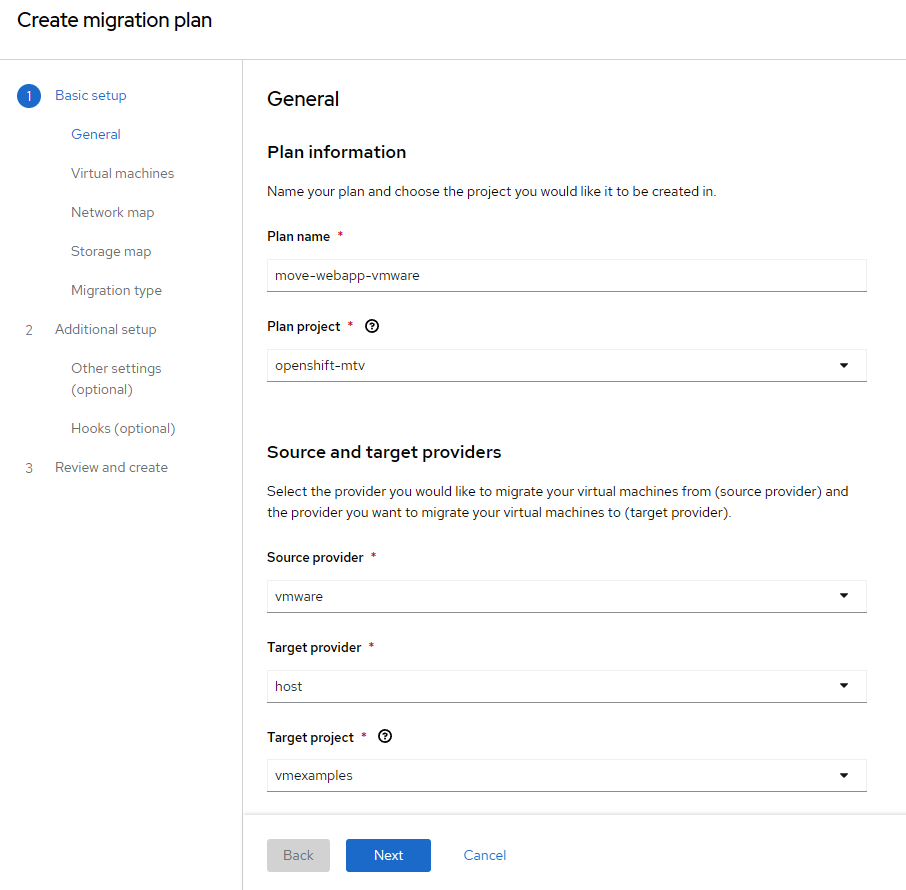 Create migration plan
1 Basic setup
General
Virtual machines
Network map
Storage map
Migration type
2 Additional setup
Other settings
(optional)
Hooks (optional)
3 Review and create
General
Plan information
Name your plan and choose the project you would like it to be created in.
Plan name *
move-webapp-vmware
Plan project *
openshift-mtv
Source and target providers
Select the provider you would like to migrate your virtual machines from (source provider) and
the provider you want to migrate your virtual machines to (target provider).
Source provider *
vmware
Target provider *
host
Target project *
vmexamples
Back Next Cancel